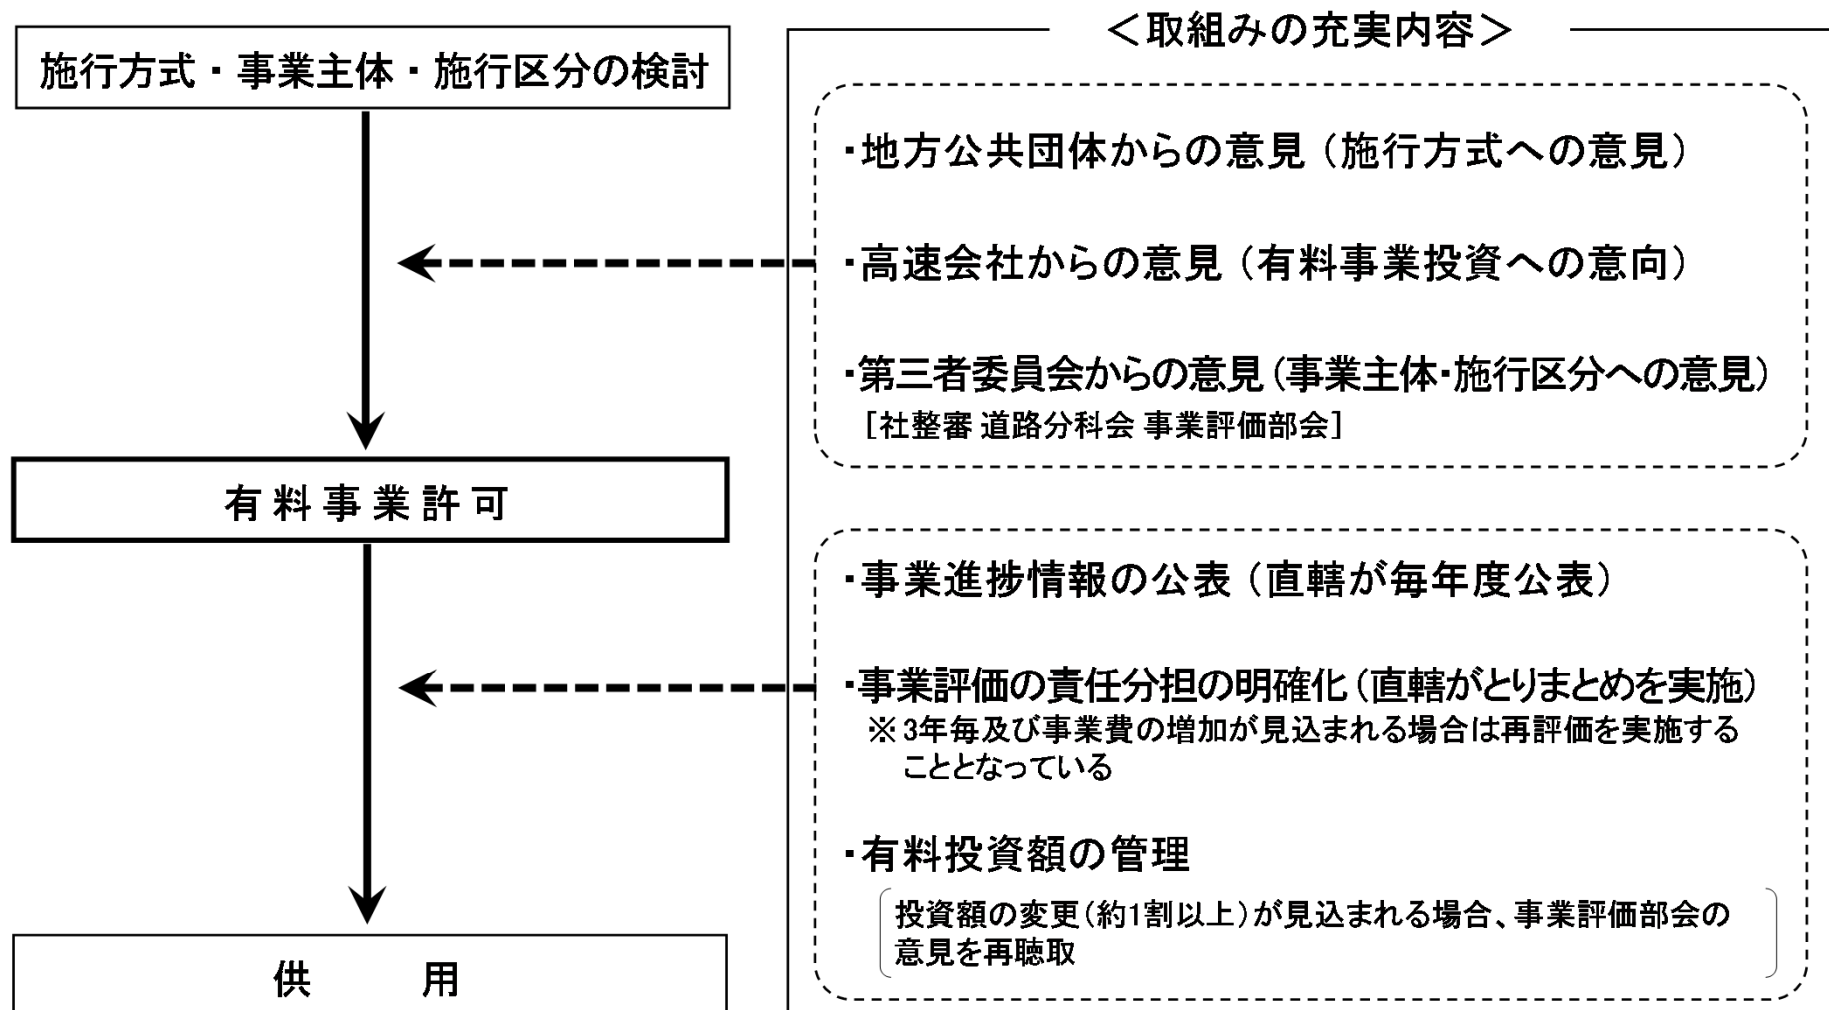 施行方式・事業主体・施行区分の検討
有料事業許可
供用
＜取組みの充実内容＞
・地方公共団体からの意見（施行方式への意見）
・高速会社からの意見（有料事業投資への意向）
・第三者委員会からの意見（事業主体・施行区分への意見）
［社整審 道路分科会 事業評価部会］
・事業進捗情報の公表（直轄が毎年度公表）
・事業評価の責任分担の明確化（直轄がとりまとめを実施）
※3年毎及び事業費の増加が見込まれる場合は再評価を実施する
こととなっている
・有料投資額の管理
投資額の変更（約1割以上）が見込まれる場合、事業評価部会の
意見を再聴取